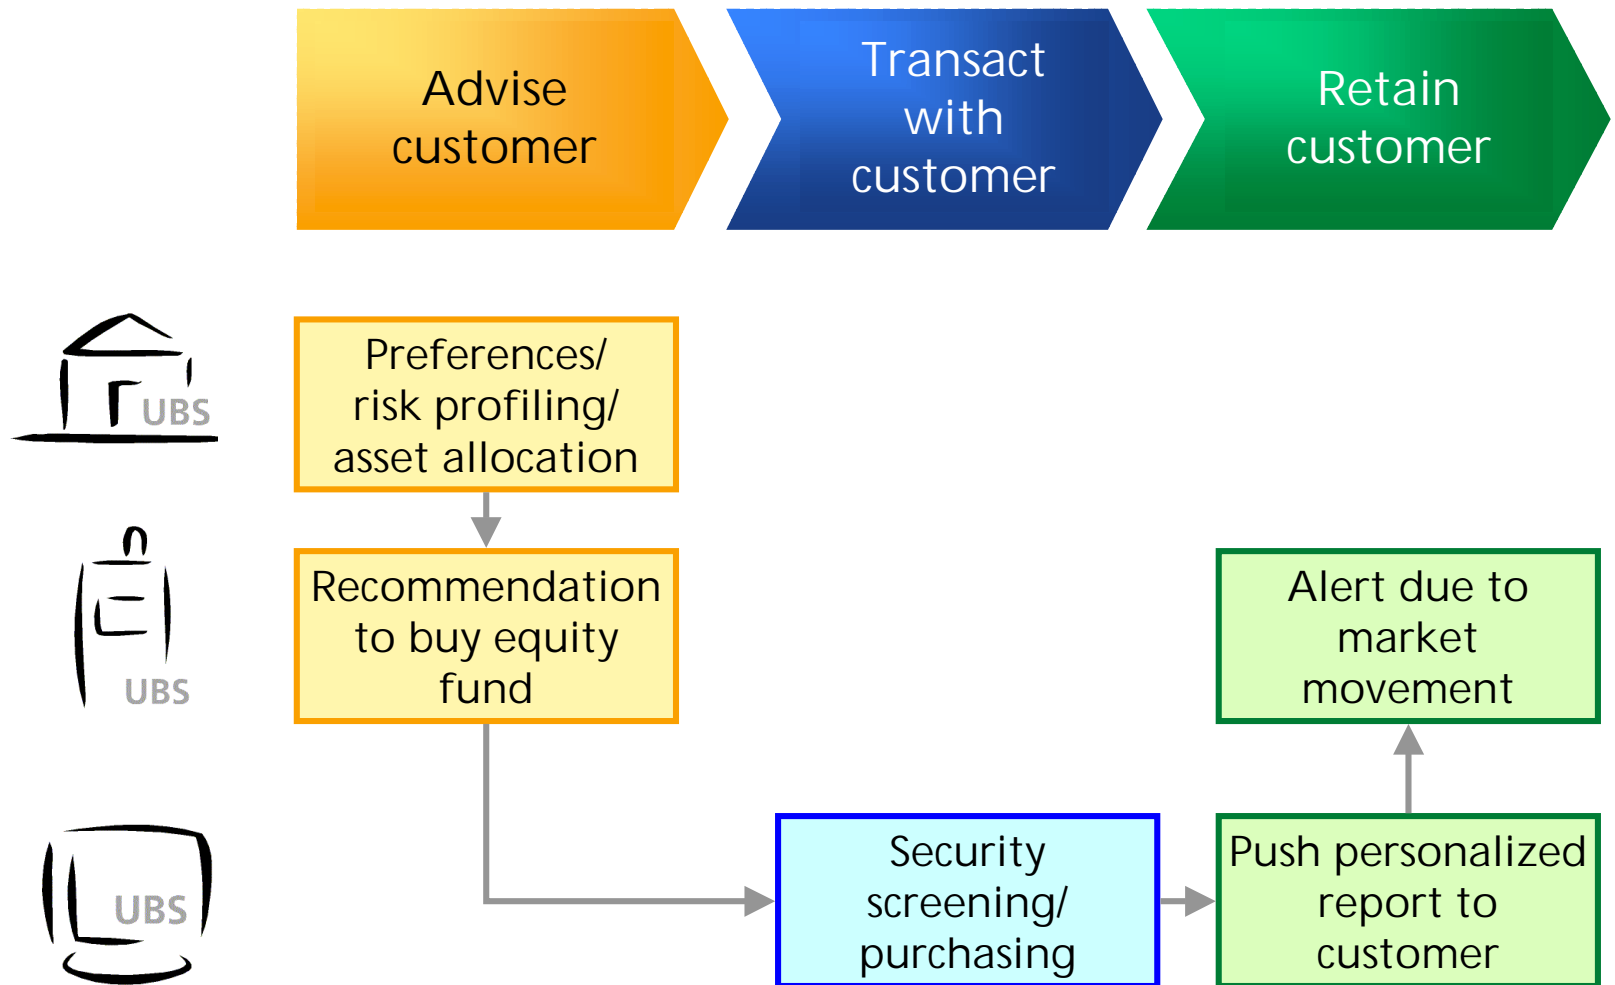 Advise
customer
Transact
with
customer
Retain
customer
UBS
Preferences/
risk profiling/
asset allocation
UBS
Recommendation
to buy equity
fund
Alert due to
market
movement
UBS
Security
screening/
purchasing
Push personalized
report to
customer